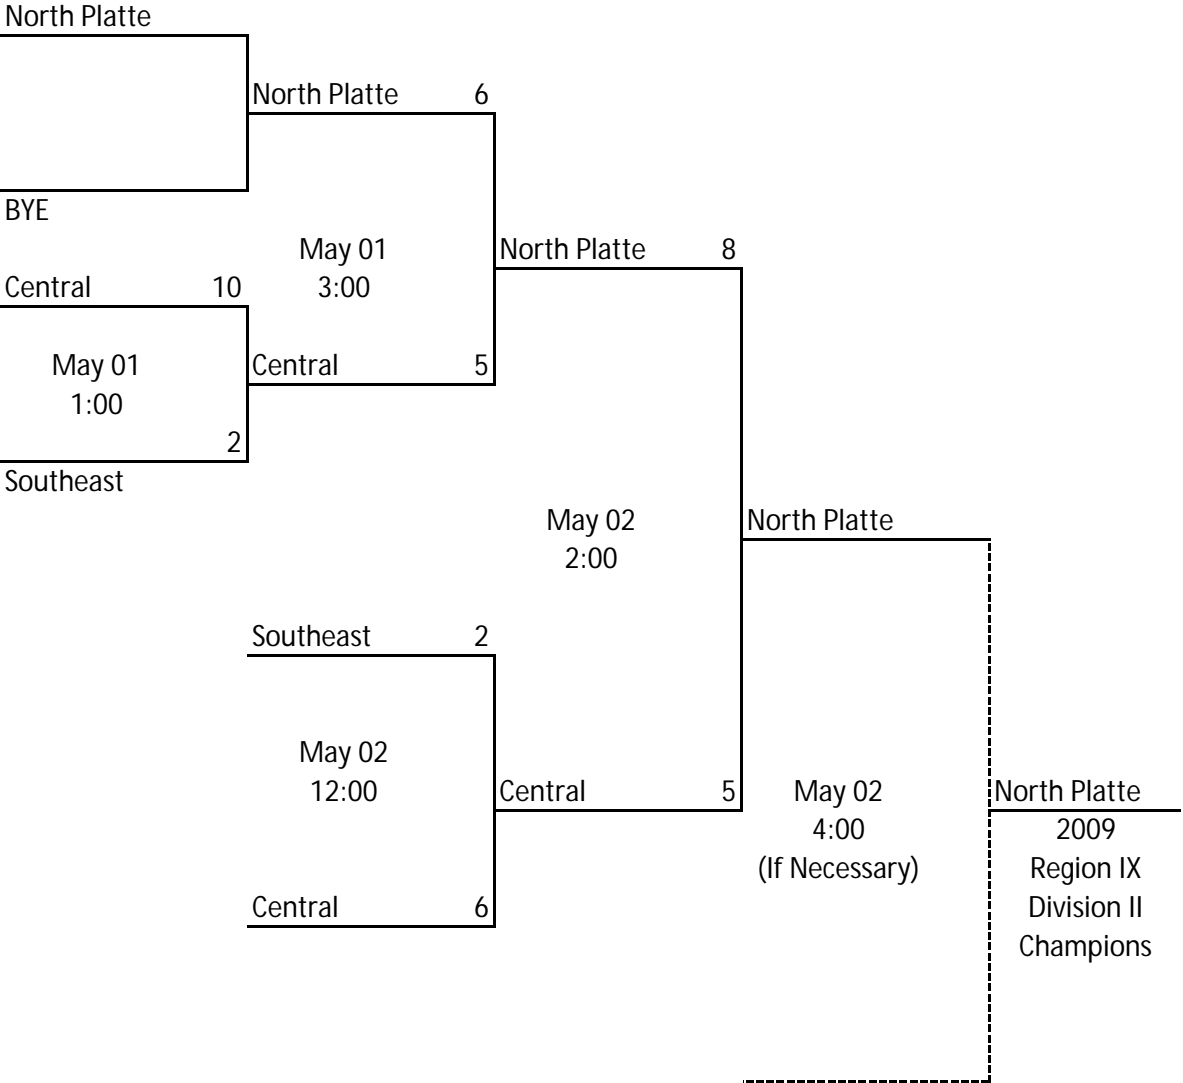 North Platte
North Platte 6
BYE
May 01
3:00
North Platte 8
Central 10
May 01
1:00
Central 5
2
Southeast
May 02
2:00
North Platte
Southeast 2
May 02
12:00
Central 5
May 02
4:00
(If Necessary)
North Platte
2009
Region IX
Division II
Champions
Central 6